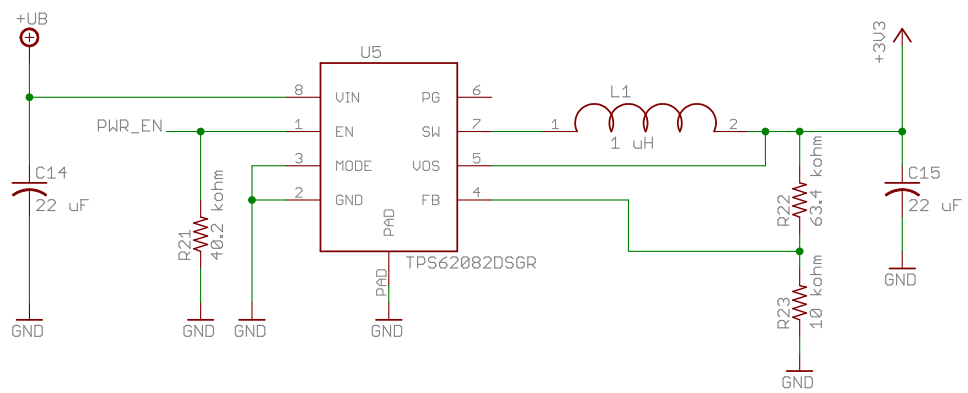 +UB
U5
+3V3
8
VIN
PG
6
L1
PWR_EN
1
EN
SW
7
1
2
1 uH
3
MODE
VOS
5
C14
22 uF
R21
40.2 kohm
2
GND
FB
4
R22
63.4 kohm
C15
22 uF
PAD
TPS62082DSGR
PAD
GND
R23
10 kohm
GND
GND
GND
GND
GND